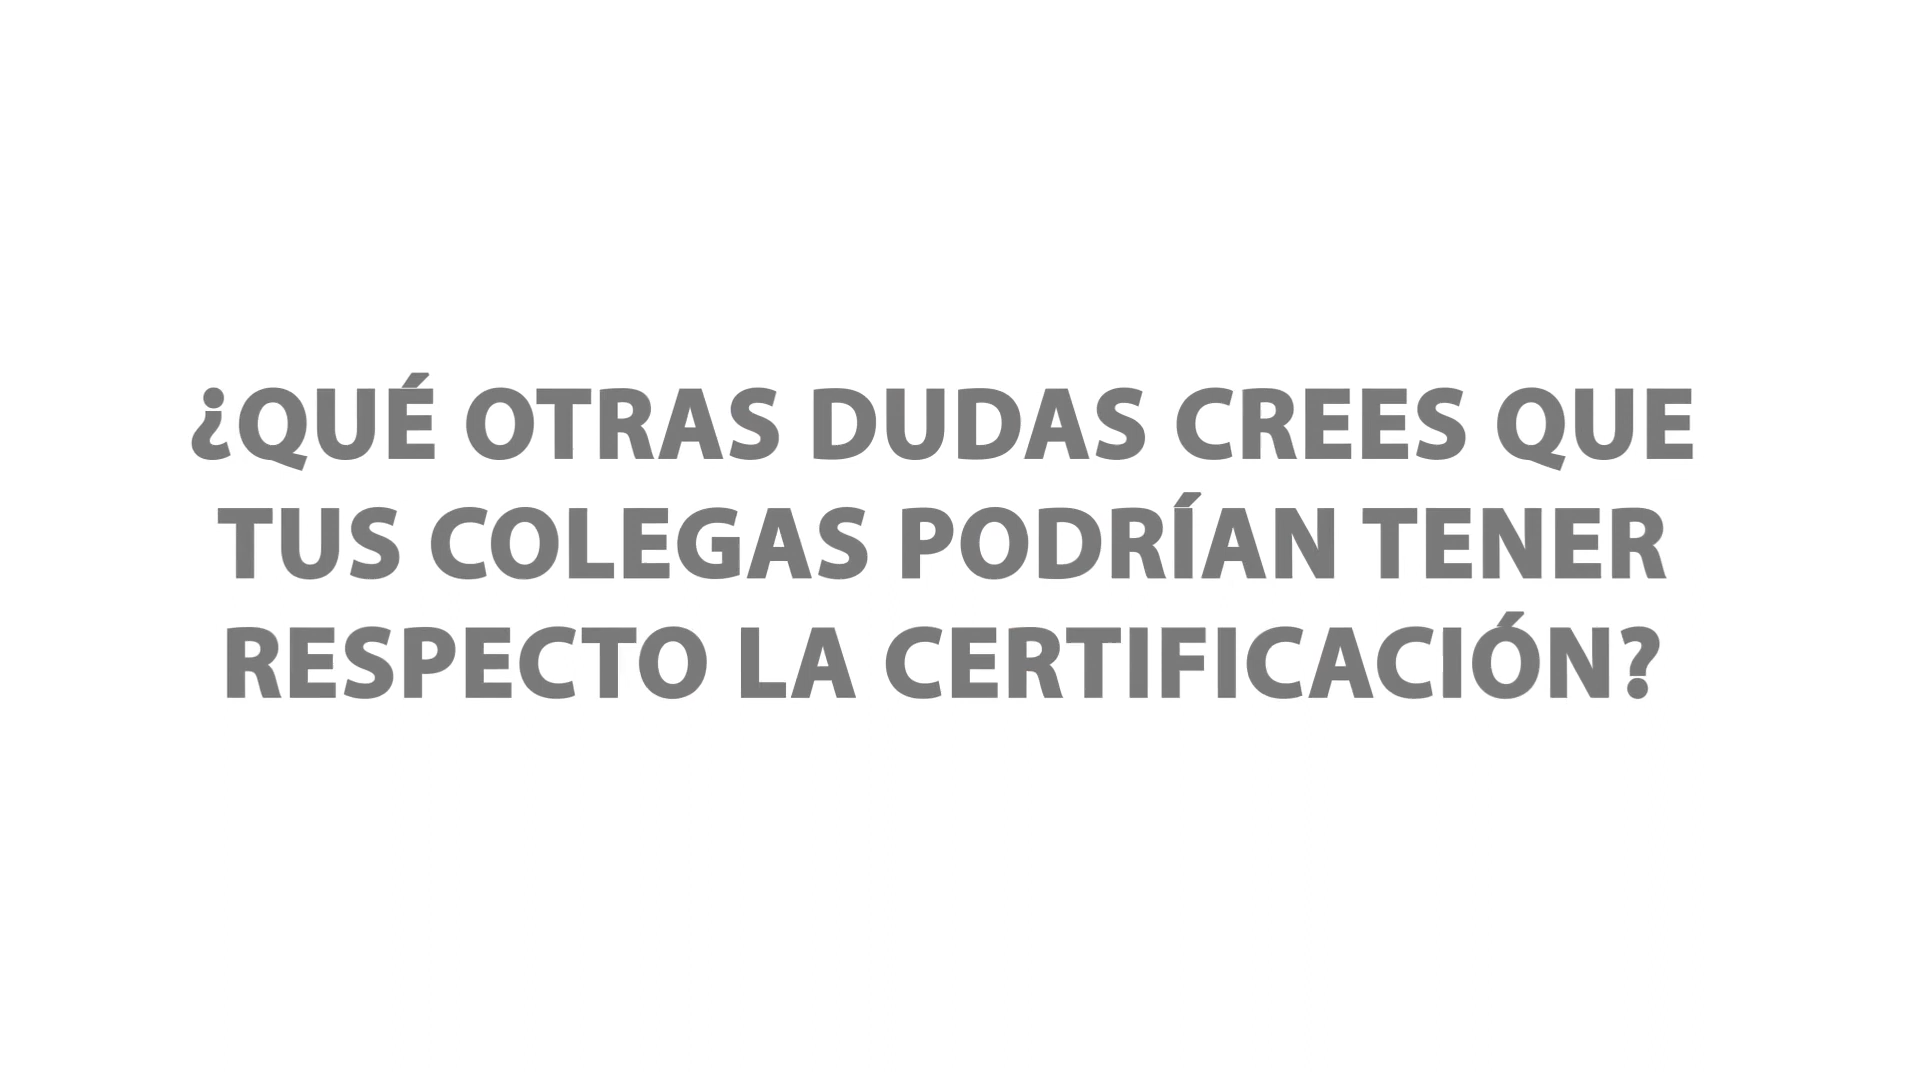 ¿QUÉ OTRAS DUDAS CREES QUE
TUS COLEGAS PODRÍAN TENER
RESPECTO LA CERTIFICACIÓN?